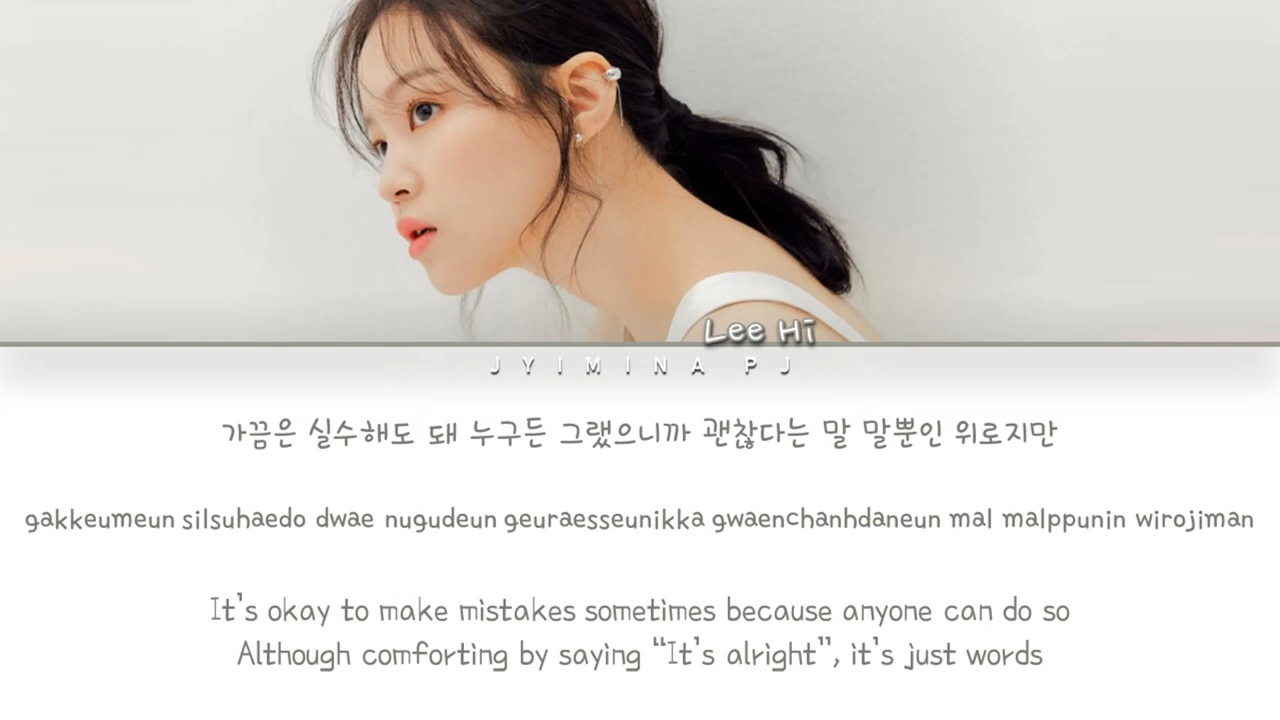 Lee Hi
JYIMINA PJ
가끔은 실수해도 돼 누구든 그랬으니까 괜찮다는 말 말뿐인 위로지만
gakkeumeun silsuhaedo dwae nugudeun geuraesseunikka gwaenchanhdaneun mal malppunin wirojiman
It's okay to make mistakes sometimes because anyone can do so
Although comforting by saying “It's alright”, it's just words